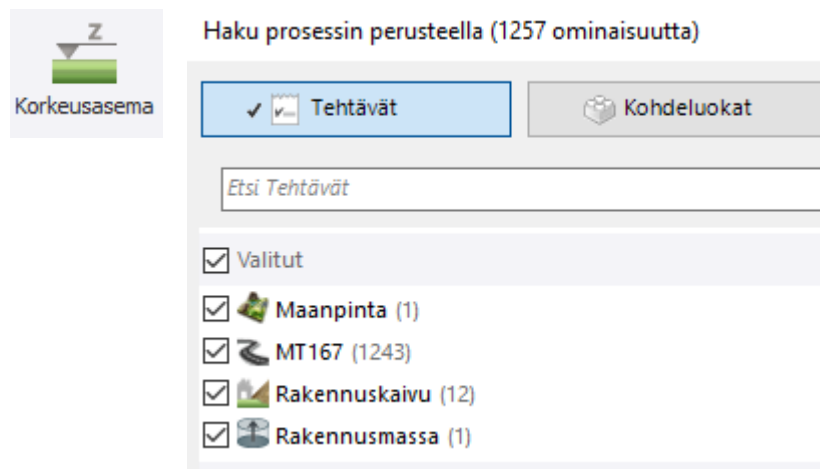 Z
Korkeusasema
Haku prosessin perusteella (1257 ominaisuutta)
Tehtävät
Kohdeluokat
Etsi Tehtävät
Valitut
Maanpinta (1)
MT167 (1243)
Rakennuskaivu (12)
Rakennusmassa (1)